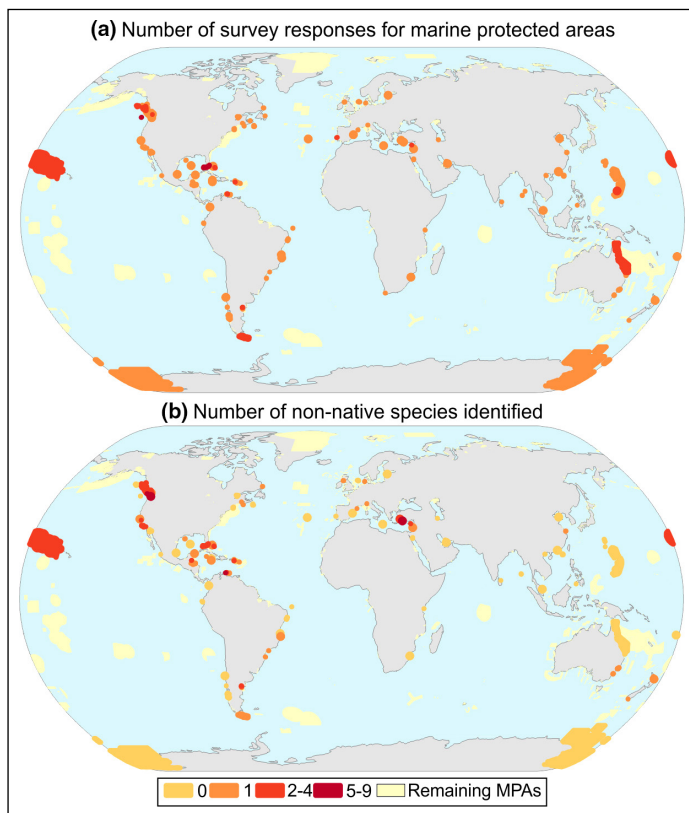 (a) Number of survey responses for marine protected areas
(b) Number of non-native species identified
0 1 2-4 5-9 Remaining MPAs